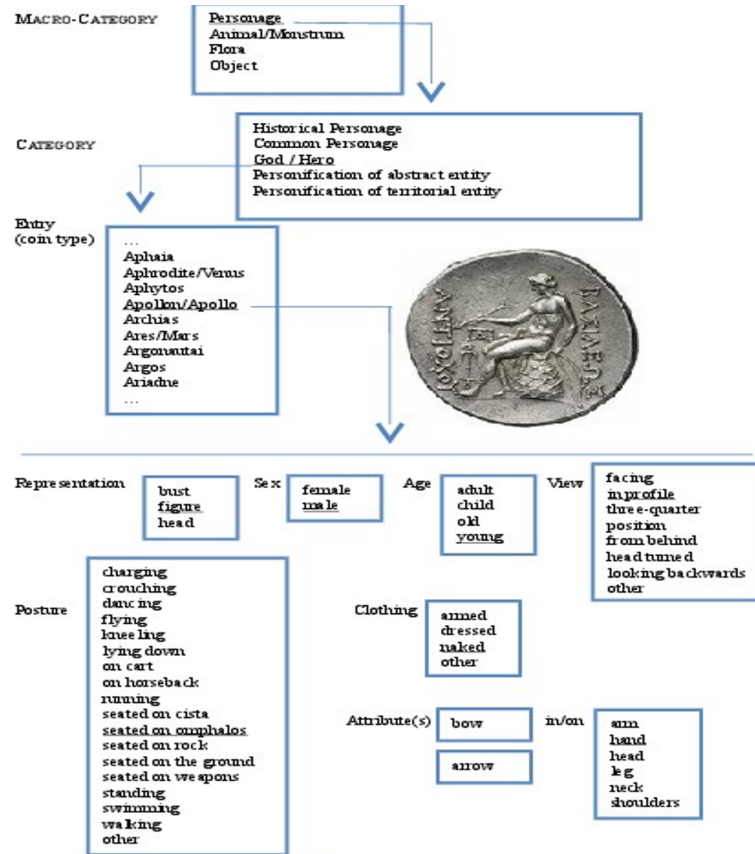 MACRO-CATEGORY
Personage
Animal/Monstrum
Flora
Object
CATEGORY
Historical Personage
Common Personage
God / Hero
Personification of abstract entity
Personification of territorial entity
Entry
(coin type)
...
Aphaia
Aphrodite/Venus
Aphytos
Apollon/Apollo
Archias
Ares/Mars
Argonautai
Argos
Ariadne
...
ΒΑΣΙΛΕΩΣ
ΑΝΤΙΟΧΟΥ
Representation
bust
figure
head
Sex
female
male
Age
adult
child
old
young
View
facing
in profile
three-quarter
position
from behind
head turned
looking backwards
other
Posture
charging
crouching
dancing
flying
kneeling
lying down
on cart
on horseback
running
seated on cista
seated on omphalos
seated on rock
seated on the ground
seated on weapons
standing
swimming
walking
other
Clothing
armed
dressed
naked
other
Attribute(s)
bow
arrow
in/on
arm
hand
head
leg
neck
shoulders